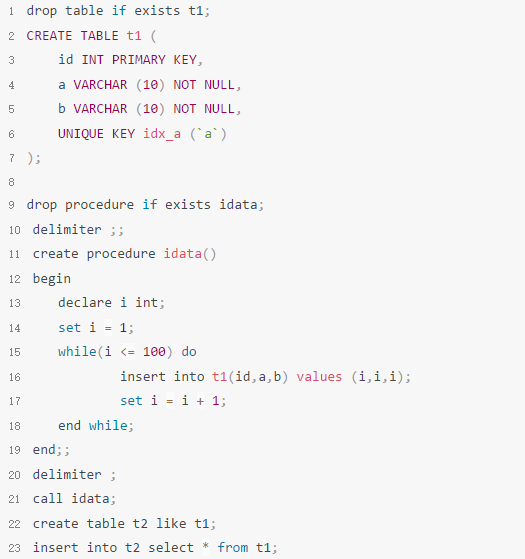 1 drop table if exists t1;
2 CREATE TABLE t1 (
3     id INT PRIMARY KEY,
4     a VARCHAR (10) NOT NULL,
5     b VARCHAR (10) NOT NULL,
6     UNIQUE KEY idx_a (`a`)
7 );
8
9 drop procedure if exists idata;
10 delimiter ;;
11 create procedure idata()
12 begin
13     declare i int;
14     set i = 1;
15     while(i <= 100) do
16             insert into t1(id,a,b) values (i,i,i);
17             set i = i + 1;
18     end while;
19 end;;
20 delimiter ;
21 call idata;
22 create table t2 like t1;
23 insert into t2 select * from t1;